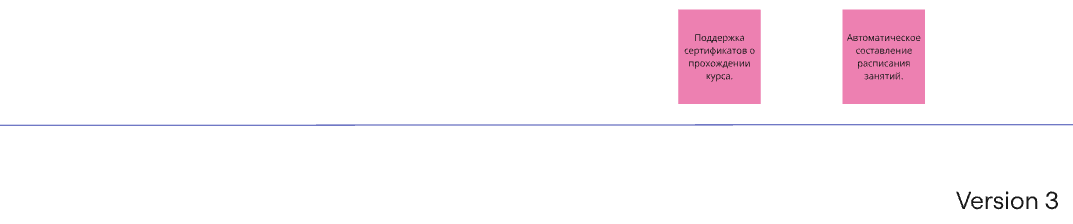 Поддержка
сертификатов о
прохождении
курса.
Автоматическое
составление
расписания
занятий.
Version 3